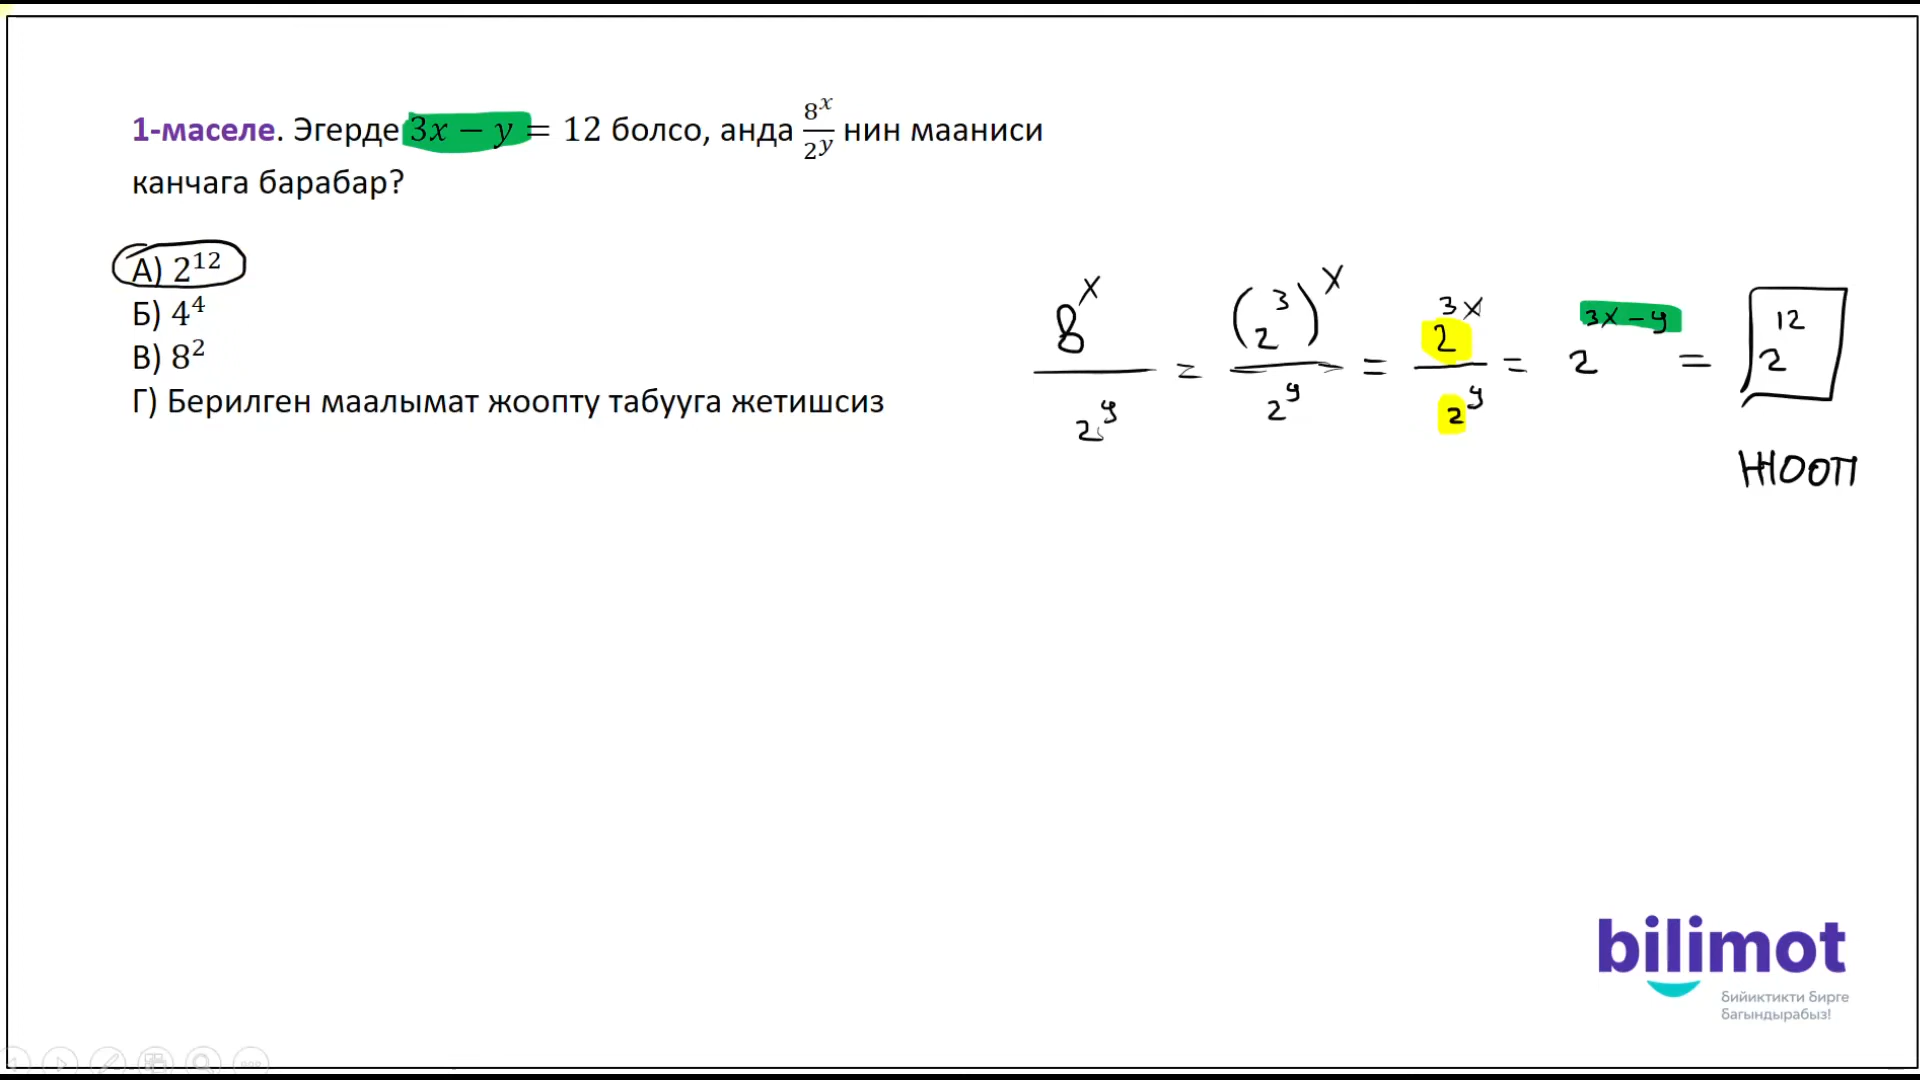 1-маселе. Эгерде 3x − y = 12 болсо, анда 8^x/2^y нин мааниси
канчага барабар?
А) 2^12
Б) 4^4
В) 8^2
Г) Берилген маалымат жоопту табууга жетишсиз
8^x/2^y = (2^3)^x/2^y = 2^3x/2^y = 2^3x-y = 2^12
ЖООП
bilimot
бийиктикти бирге
багындырабыз!